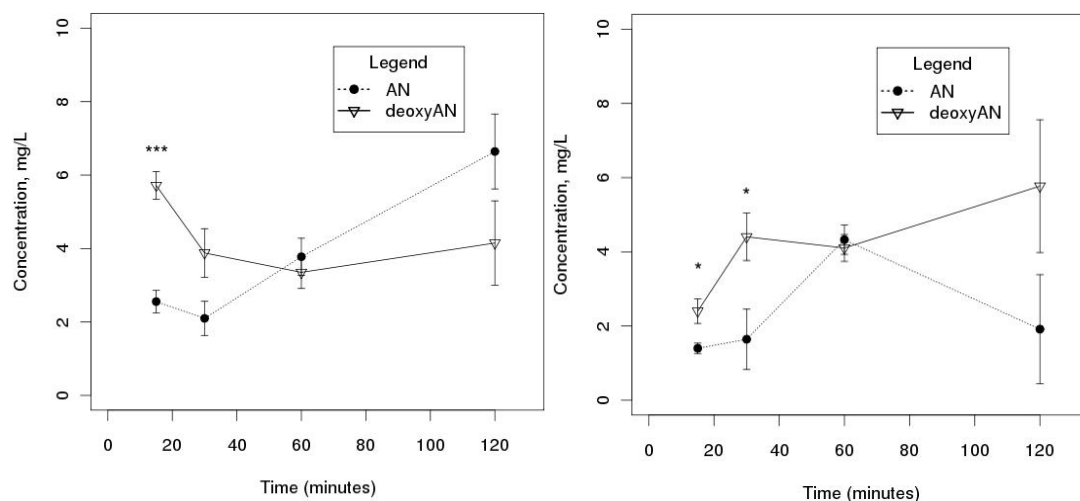 Legend
AN
deoxyAN
***
Concentration, mg/L
0 2 4 6 8 10
0 20 40 60 80 100 120
Time (minutes)
Legend
AN
deoxyAN
*
*
Concentration, mg/L
0 2 4 6 8 10
0 20 40 60 80 100 120
Time (minutes)